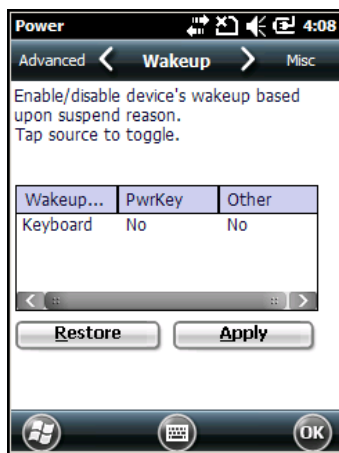 Power 4:08
Advanced Wakeup Misc
Enable/disable device's wakeup based
upon suspend reason.
Tap source to toggle.
Wakeup... PwrKey Other
Keyboard No No
Restore Apply
OK